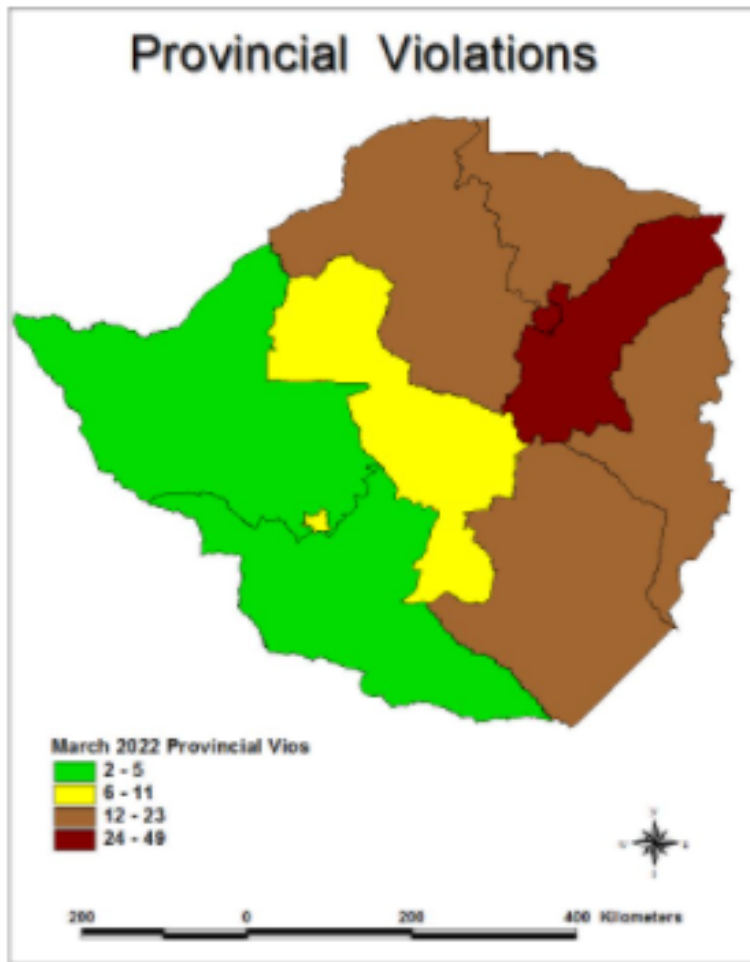 Provincial Violations
March 2022 Provincial Vios
2 - 5
6 - 11
12 - 23
24 - 49
200 0 200 400 Kilometers